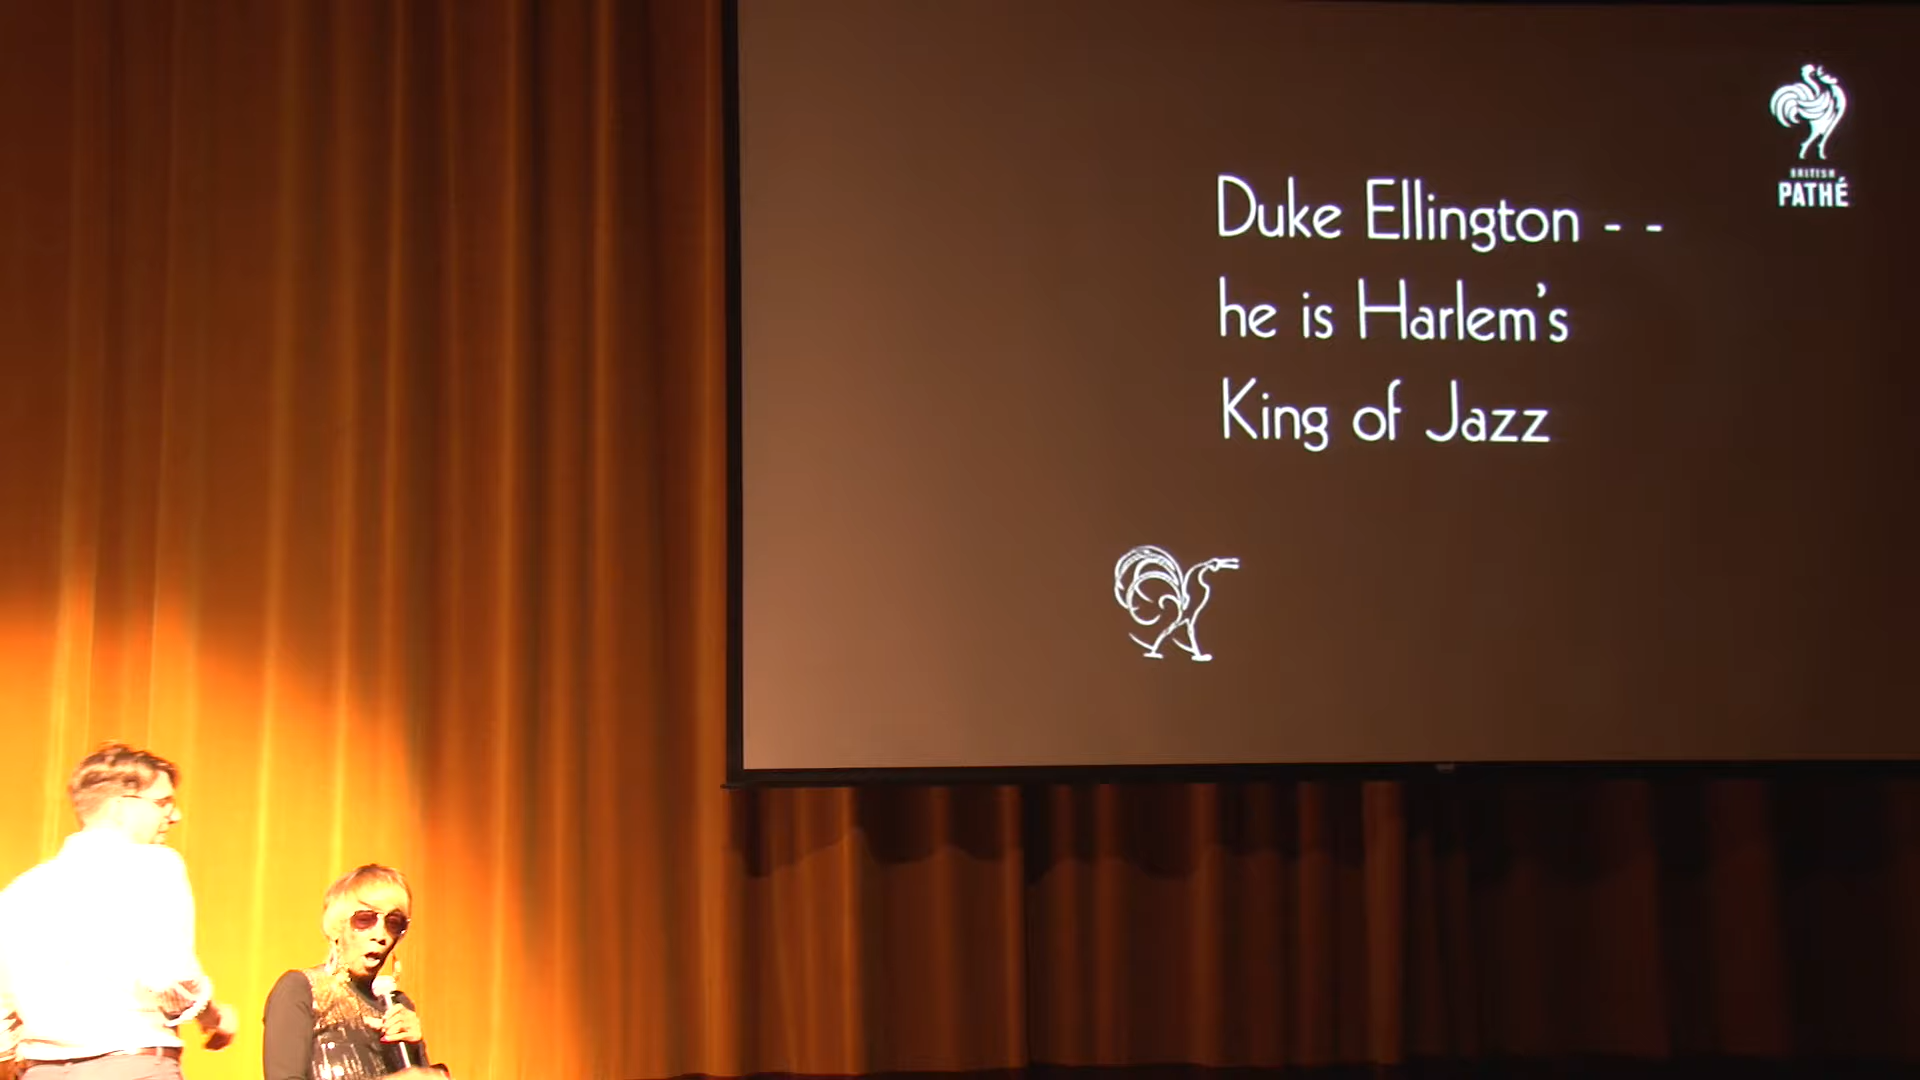 BRITISH
PATHÉ
Duke Ellington - -
he is Harlem's
King of Jazz